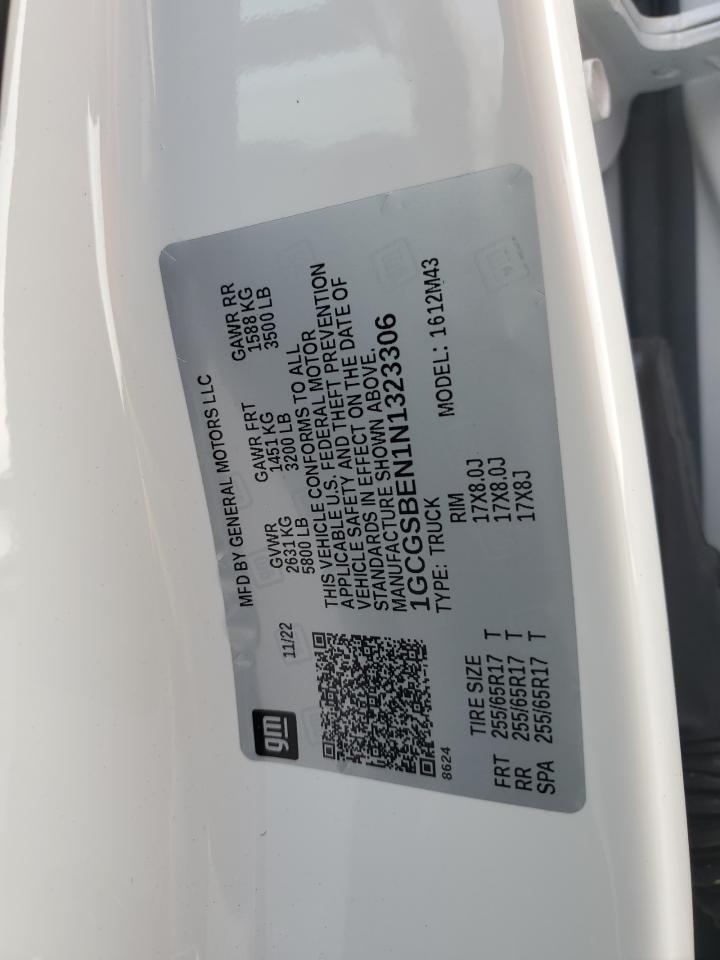 gm
MFD BY GENERAL MOTORS LLC
11/22
GVWR GAWR FRT GAWR RR
2631 KG 1451 KG 1588 KG
5800 LB 3200 LB 3500 LB
THIS VEHICLE CONFORMS TO ALL
APPLICABLE U.S. FEDERAL MOTOR
VEHICLE SAFETY AND THEFT PREVENTION
STANDARDS IN EFFECT ON THE DATE OF
MANUFACTURE SHOWN ABOVE.
1GCGSBEN1N1323306
TYPE: TRUCK MODEL: 1612M43
8624
TIRE SIZE RIM
FRT 255/65R17 T 17X8.0J
RR 255/65R17 T 17X8.0J
SPA 255/65R17 T 17X8J